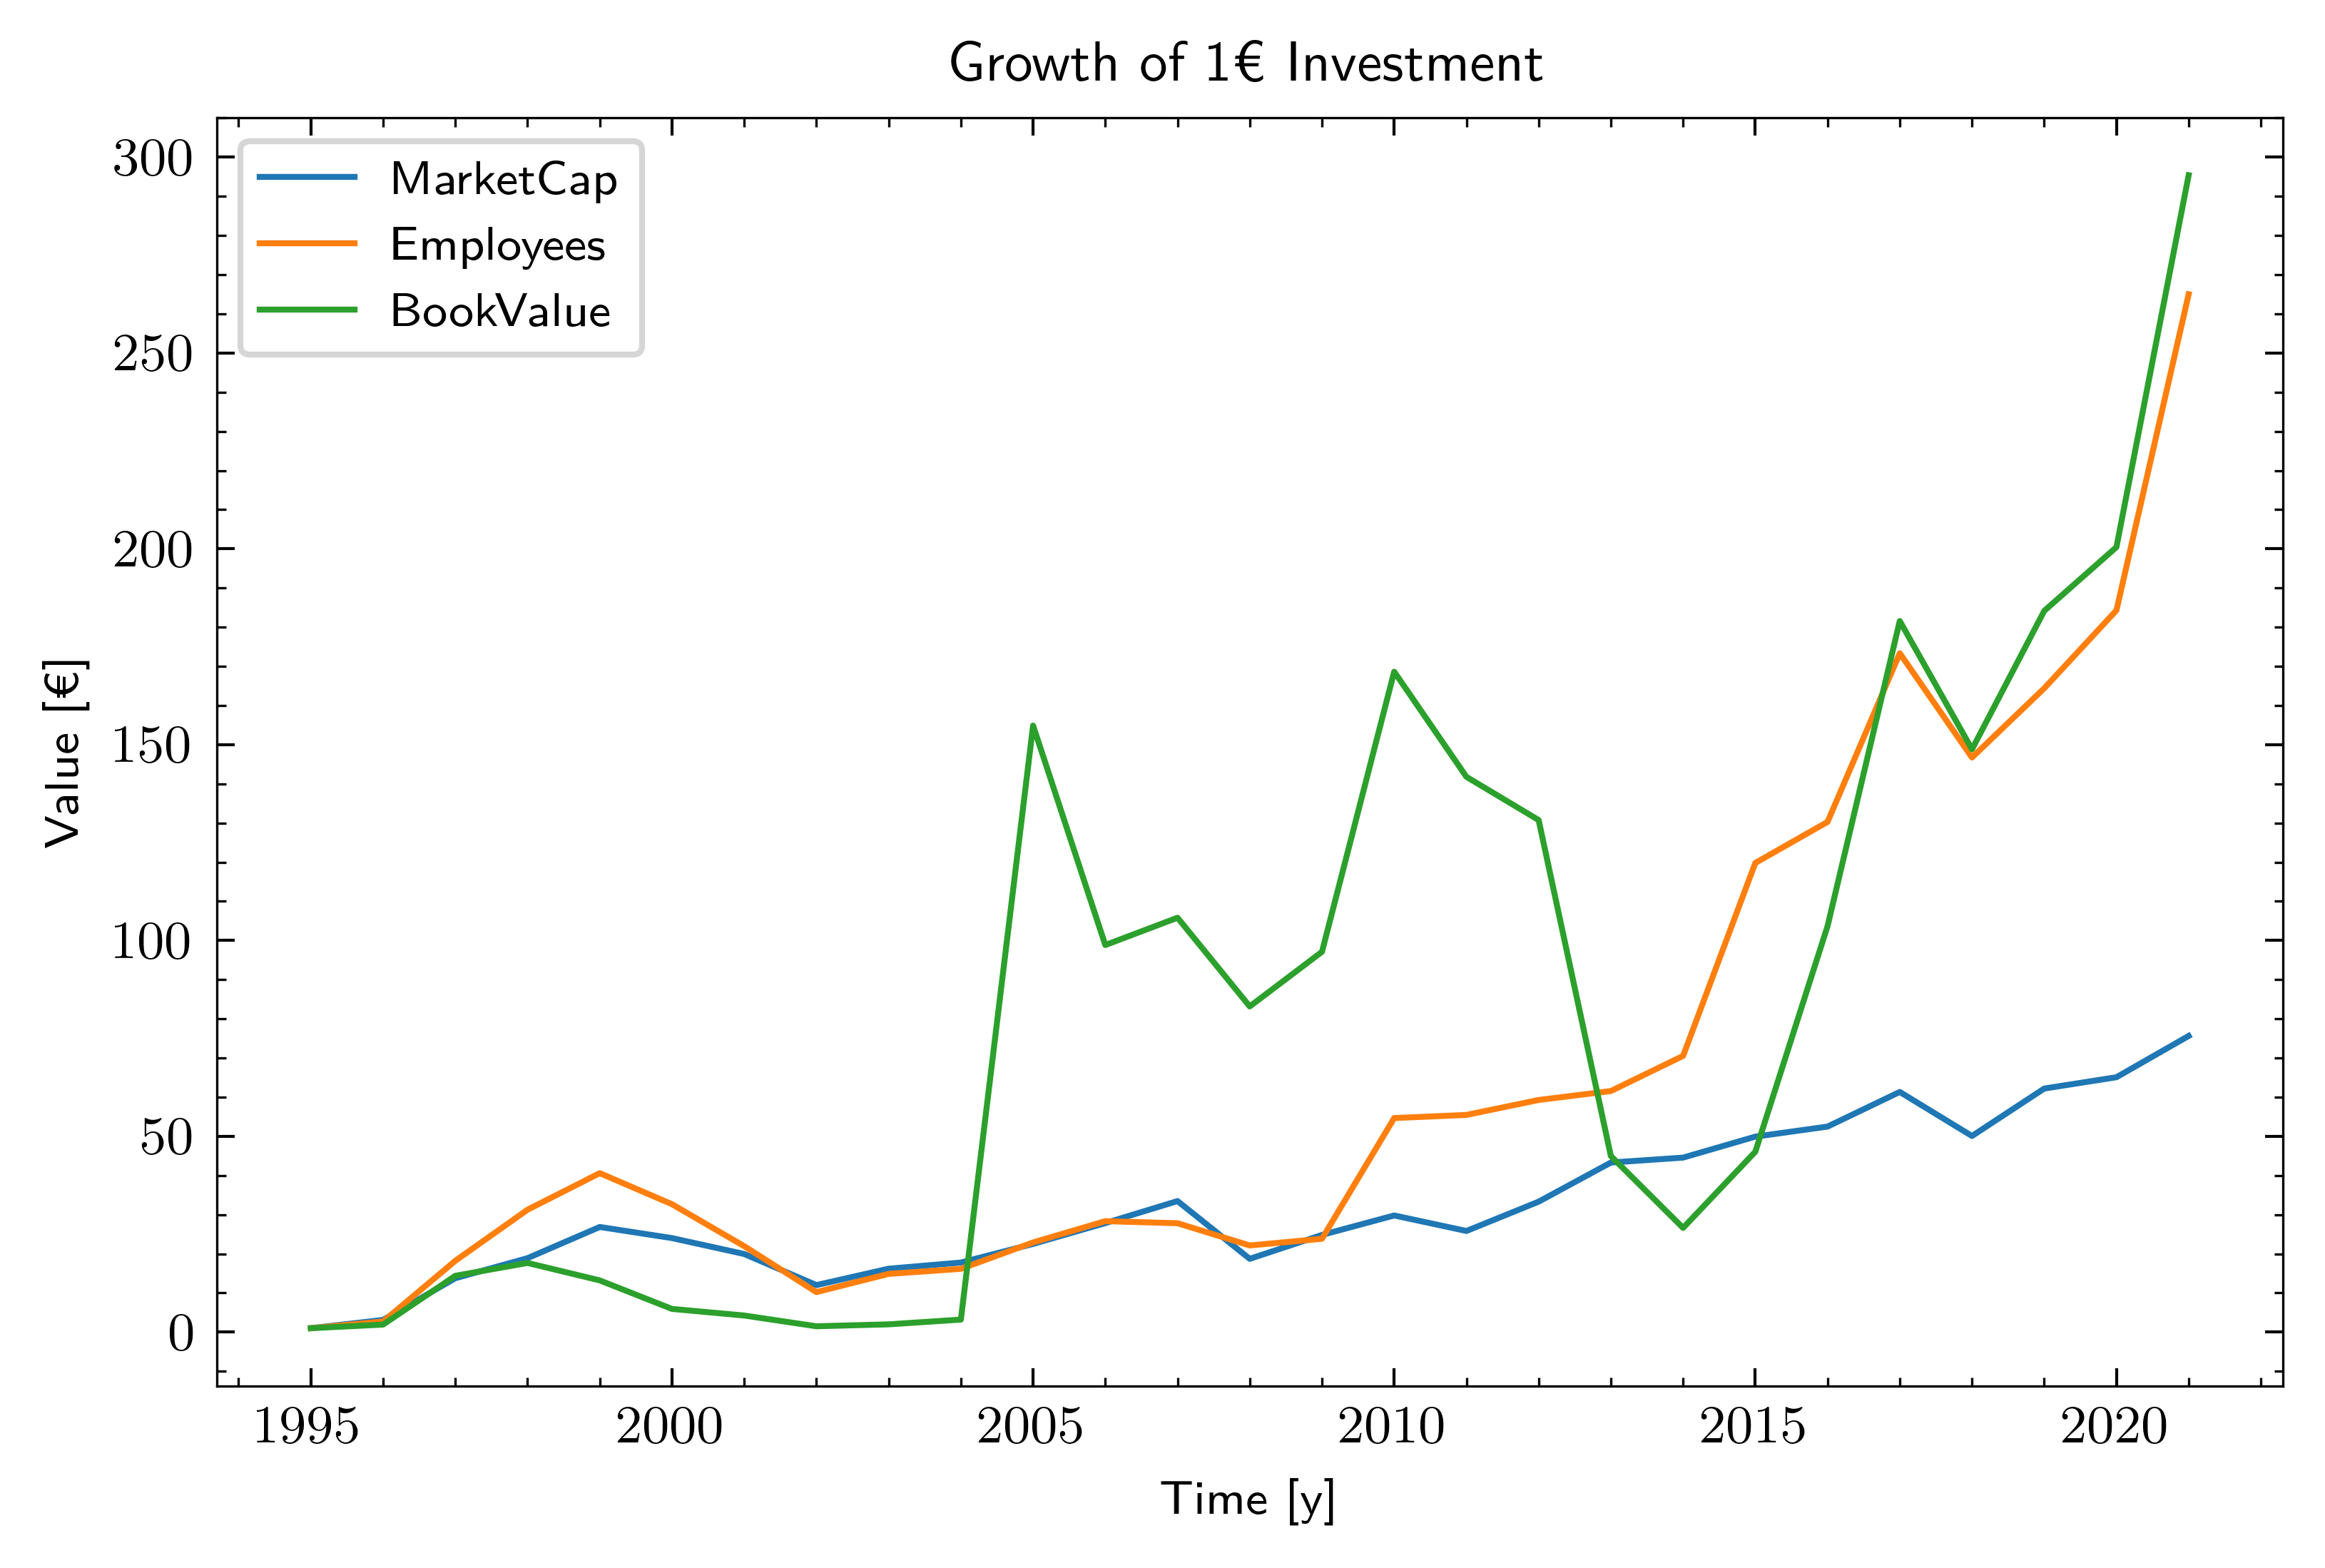 Growth of 1€ Investment
MarketCap
Employees
BookValue
300
250
200
150
100
50
0
Value [€]
1995 2000 2005 2010 2015 2020
Time [y]